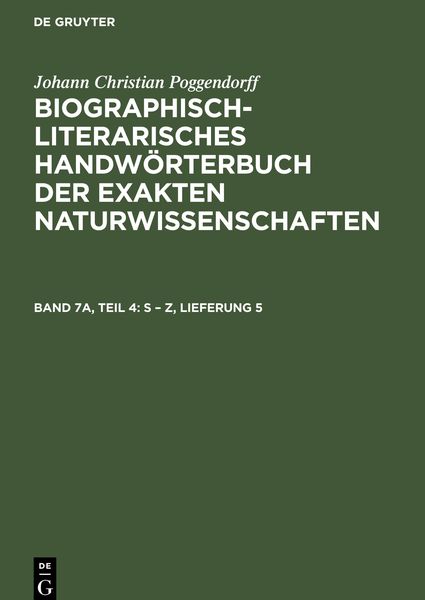 DE GRUYTER
Johann Christian Poggendorff
BIOGRAPHISCH-
LITERARISCHES
HANDWÖRTERBUCH
DER EXAKTEN
NATURWISSENSCHAFTEN
BAND 7A, TEIL 4: S – Z, LIEFERUNG 5
DE
G